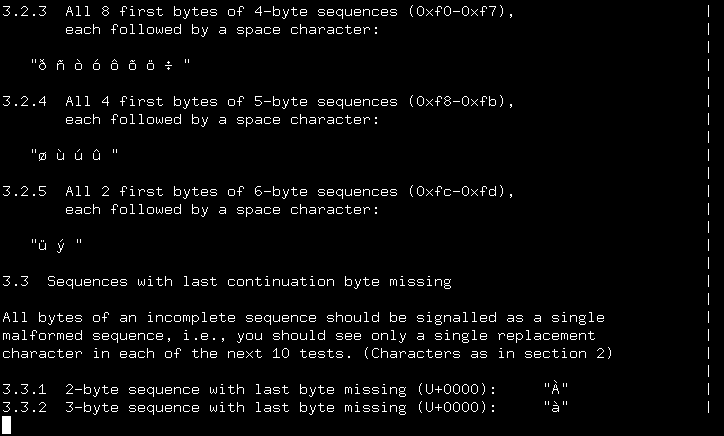 3.2.3  All 8 first bytes of 4-byte sequences (0xf0-0xf7),                      |
       each followed by a space character:                                     |
                                                                               |
   "ð ñ ò ó ô õ ö ÷ "                                                          |
                                                                               |
3.2.4  All 4 first bytes of 5-byte sequences (0xf8-0xfb),                      |
       each followed by a space character:                                     |
                                                                               |
   "ø ù ú û "                                                                  |
                                                                               |
3.2.5  All 2 first bytes of 6-byte sequences (0xfc-0xfd),                      |
       each followed by a space character:                                     |
                                                                               |
   "ü ý "                                                                      |
                                                                               |
3.3  Sequences with last continuation byte missing                             |
                                                                               |
All bytes of an incomplete sequence should be signalled as a single            |
malformed sequence, i.e., you should see only a single replacement             |
character in each of the next 10 tests. (Characters as in section 2)           |
                                                                               |
3.3.1  2-byte sequence with last byte missing (U+0000):     "À"                |
3.3.2  3-byte sequence with last byte missing (U+0000):     "à"                |